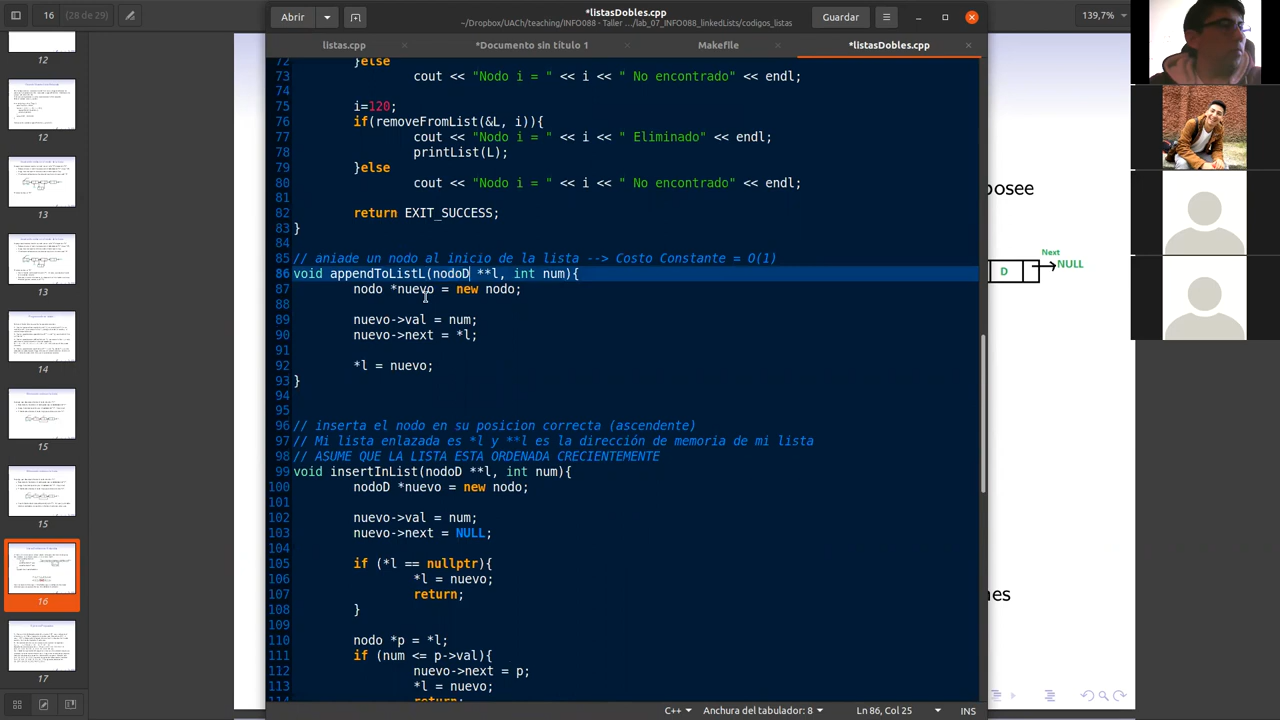 16
(28 de 29)
Abrir
*listasDobles.cpp
~/Dropbox/UACh/teaching/INFO088 - Taller .../lab_07_INFO088_linkedLists/codigos_listas
Guardar
139,7%
listas.cpp
*Documento sin título 1
Makefile
*listasDobles.cpp
72 }else
73 cout << "Nodo i = " << i << " No encontrado" << endl;
74
75 i=120;
76 if(removeFromList(&L, i)){
77 cout << "Nodo i = " << i << " Eliminado" << endl;
78 printList(L);
79 }else
80 cout << "Nodo i = " << i << " No encontrado" << endl;
81
82 return EXIT_SUCCESS;
83 }
84
85 // aniade un nodo al inicio de la lista --> Costo Constante = O(1)
86 void appendToListL(nodoD **l, int num){
87 nodo *nuevo = new nodo;
88
89 nuevo->val = num;
90 nuevo->next = *l;
91
92 *l = nuevo;
93 }
94
95
96 // inserta el nodo en su posicion correcta (ascendente)
97 // Mi lista enlazada es *l y **l es la dirección de memoria de mi lista
98 // ASUME QUE LA LISTA ESTA ORDENADA CRECIENTEMENTE
99 void insertInList(nodoD **l, int num){
100 nodoD *nuevo = new nodo;
101
102 nuevo->val = num;
103 nuevo->next = NULL;
104
105 if (*l == nullptr){
106 *l = nuevo;
107 return;
108 }
109
110 nodo *p = *l;
111 if (num <= p->val){
112 nuevo->next = p;
113 *l = nuevo;
114 return;
C++
Anchura del tabulador: 8
Ln 86, Col 25
INS
12
12
13
13
14
15
15
16
17
posee
Next
D
NULL
nes